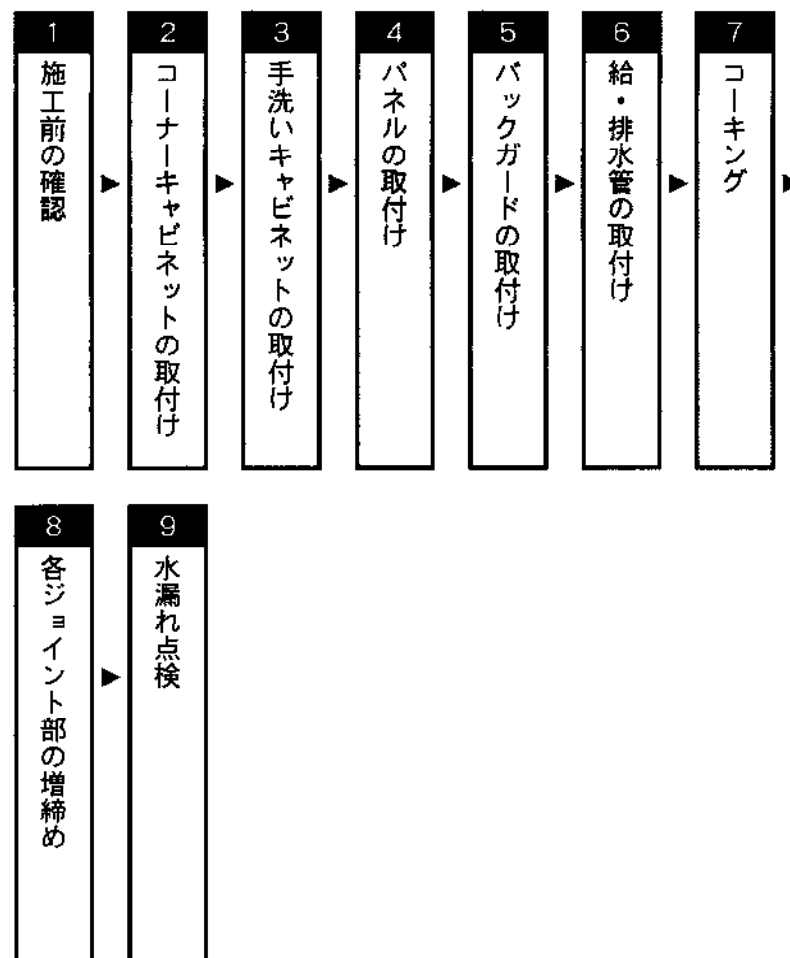 1
施工前の確認
2
コーナーキャビネットの取付け
3
手洗いキャビネットの取付け
4
パネルの取付け
5
バックガードの取付け
6
給・排水管の取付け
7
コーキング
8
各ジョイント部の増締め
9
水漏れ点検